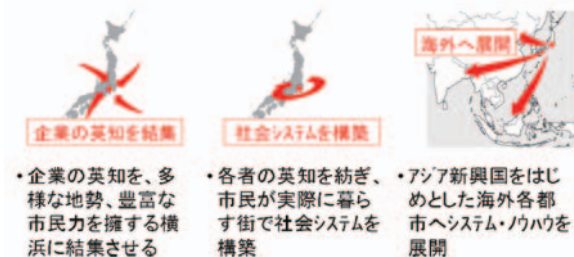 企業の英知を結集
社会システムを構築
海外へ展開
・企業の英知を、多
様な地勢、豊富な
市民力を擁する横
浜に結集させる
・各者の英知を紡ぎ、
市民が実際に暮ら
す街で社会システムを
構築
・アジア新興国をはじ
めとした海外各都
市へシステム・ノウハウを
展開